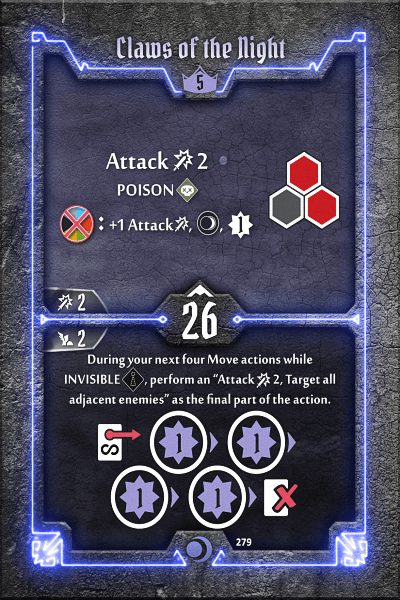 Claws of the Night
5
Attack 2
POISON
: +1 Attack, , 1
2
26
2
During your next four Move actions while
INVISIBLE , perform an “Attack 2, Target all
adjacent enemies” as the final part of the action.
S 1 1
1 1 X
279